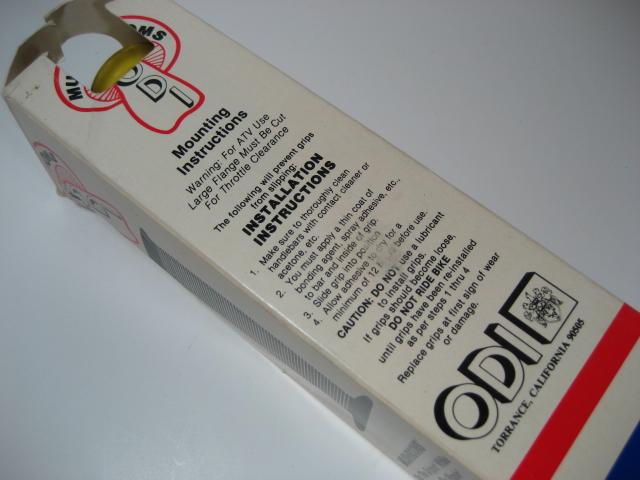 ODI
Mounting
Instructions
Warning: For ATV Use
Large Flange Must Be Cut
For Throttle Clearance
The following will prevent grips
from slipping:
INSTALLATION
INSTRUCTIONS
1. Make sure to thoroughly clean
handlebars with contact cleaner or
acetone, etc.
2. You must apply a thin coat of
bonding agent, spray adhesive, etc.,
to bar and inside of grip.
3. Slide grip into position
4. Allow adhesive to dry for a
minimum of 12 before use.
CAUTION: DO NOT use a lubricant
to install grips.
If grips should become loose,
DO NOT RIDE BIKE
until grips have been re-installed
as per steps 1 thru 4
Replace grips at first sign of wear
or damage.
ODI
TORRANCE, CALIFORNIA 90505